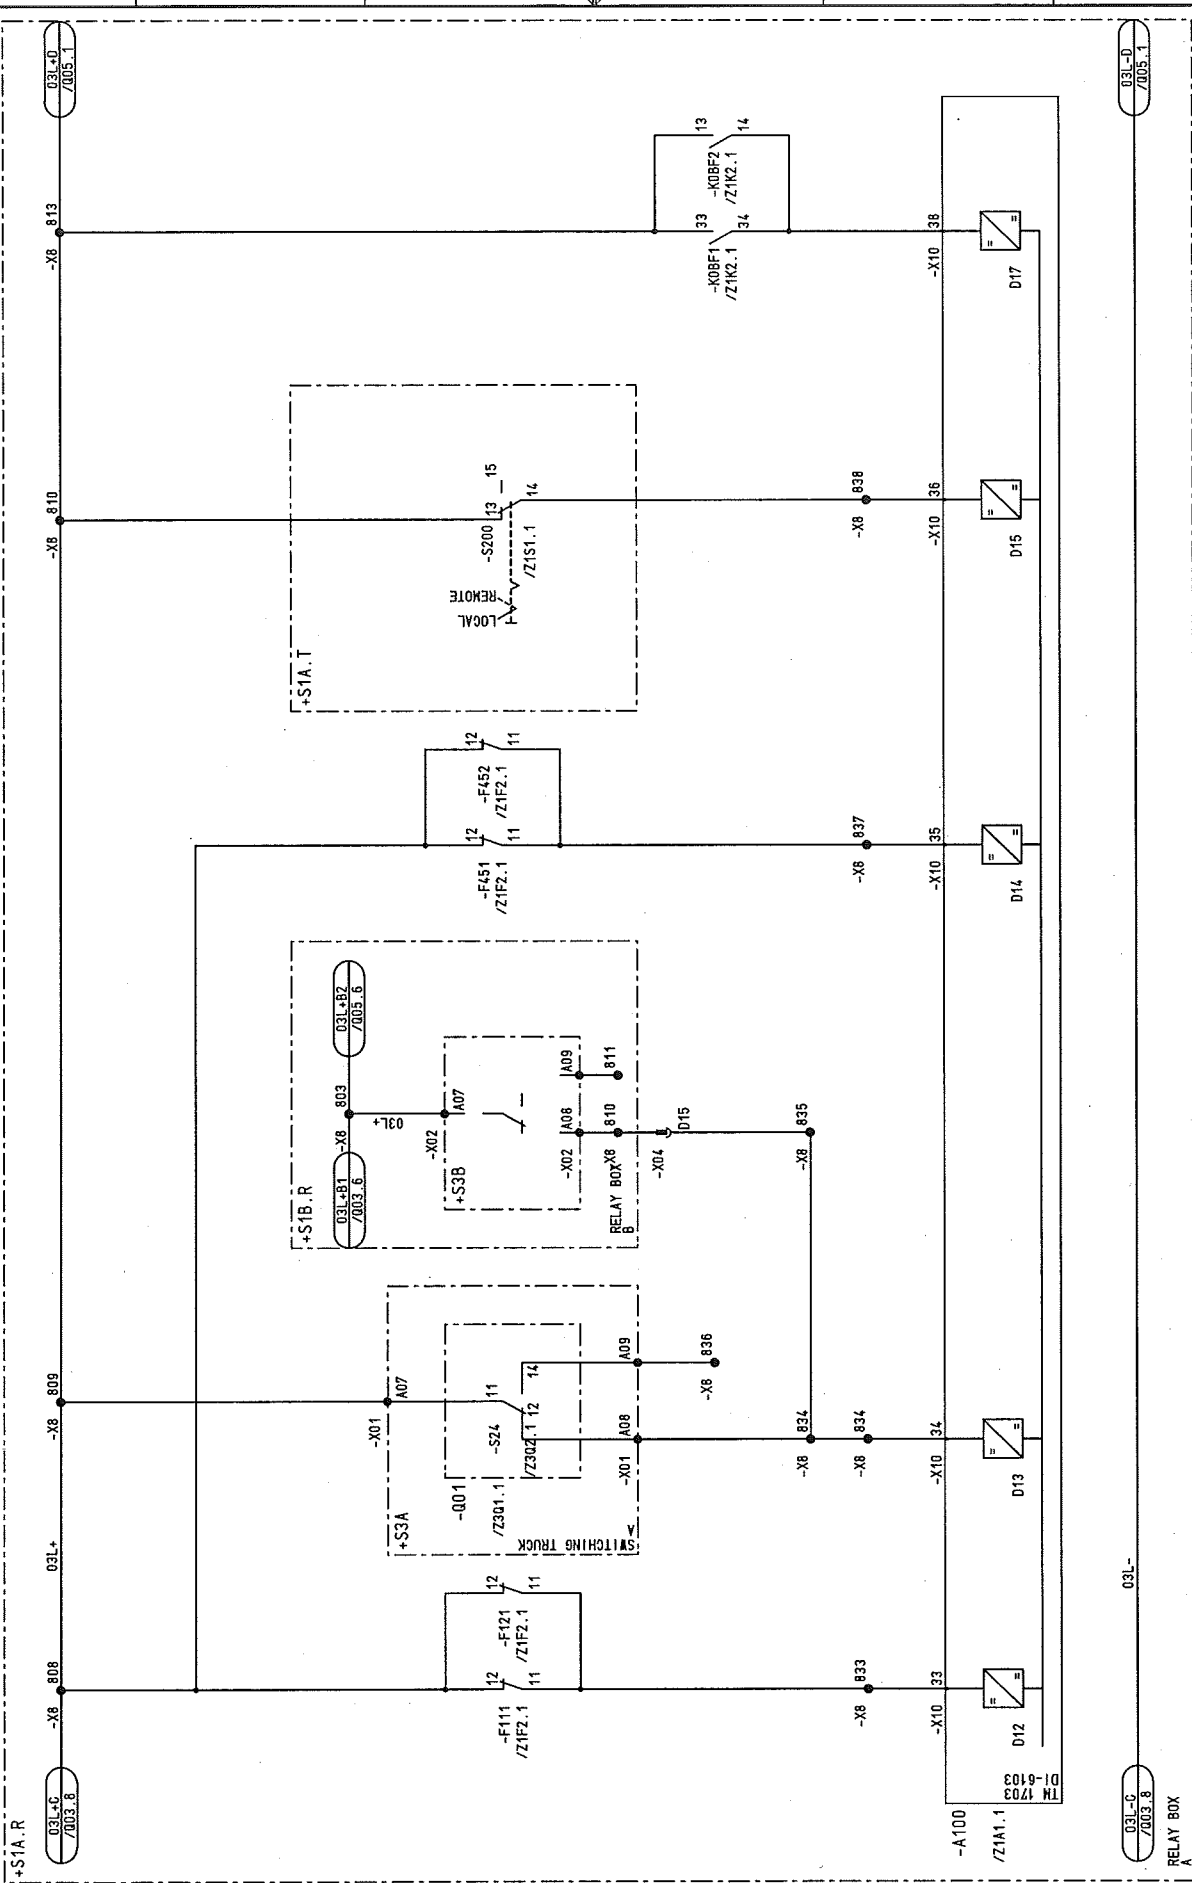 +S1A.R
03L+C
/Q03.8
-X8
808
03L+
-X8
809
-X8
810
-X8
813
03L+D
/Q05.1
-F111
/Z1F2.1
12
11
-F121
/Z1F2.1
12
11
-X8
833
-X10
33
D12
+S3A
SWITCHING TRUCK
A
-X01
A07
-Q01
/Z3Q1.1
-S24
/Z3Q2.1
11
12
14
-X01
A08
A09
-X8
836
-X8
834
-X8
834
-X10
34
D13
+S1B.R
03L+B1
/Q03.6
-X8
803
03L+B2
/Q05.6
03L+
-X02
A07
+S3B
-X02
A08
A09
RELAY BOX
B
X8
810
811
-X04
D15
-X8
835
-F451
/Z1F2.1
12
11
-F452
/Z1F2.1
12
11
-X8
837
-X10
35
D14
+S1A.T
LOCAL
REMOTE
-S200
/Z1S1.1
13
15
14
-X8
838
-X10
36
D15
-K0BF1
/Z1K2.1
33
34
-K0BF2
/Z1K2.1
13
14
-X10
38
D17
-A100
/Z1A1.1
TM 1703
DI-6103
03L-C
/Q03.8
03L-
03L-D
/Q05.1
RELAY BOX
A